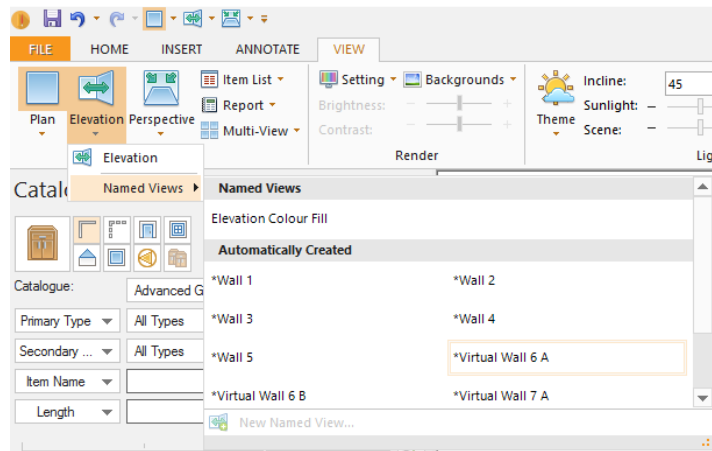 FILE HOME INSERT ANNOTATE VIEW
Plan Elevation Perspective
Item List
Report
Multi-View
Setting Backgrounds
Brightness:
Contrast:
Render
Theme
Incline: 45
Sunlight:
Scene:
Lig
Elevation
Named Views
Catal
Named Views
Elevation Colour Fill
Automatically Created
*Wall 1 *Wall 2
*Wall 3 *Wall 4
*Wall 5 *Virtual Wall 6 A
*Virtual Wall 6 B *Virtual Wall 7 A
New Named View...
Catalogue: Advanced G
Primary Type All Types
Secondary ... All Types
Item Name
Length